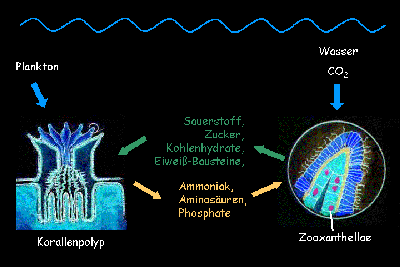 Wasser
Plankton
CO2
Sauerstoff,
Zucker,
Kohlenhydrate,
Eiweiß-Bausteine,
Ammoniak,
Aminosäuren,
Phosphate
Korallenpolyp
Zooxanthellae